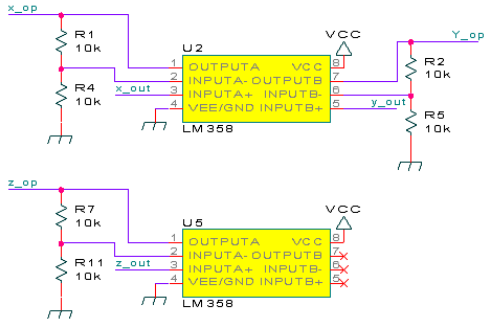 x_op
R1
10k
R4
10k
x_out
U2
1 OUTPUTA VCC 8
2 INPUTA- OUTPUTB 7
3 INPUTA+ INPUTB- 6
4 VEE/GND INPUTB+ 5
LM358
VCC
Y_op
R2
10k
y_out
R5
10k
z_op
R7
10k
R11
10k
z_out
U5
1 OUTPUTA VCC 8
2 INPUTA- OUTPUTB 7
3 INPUTA+ INPUTB- 6
4 VEE/GND INPUTB+ 5
LM358
VCC